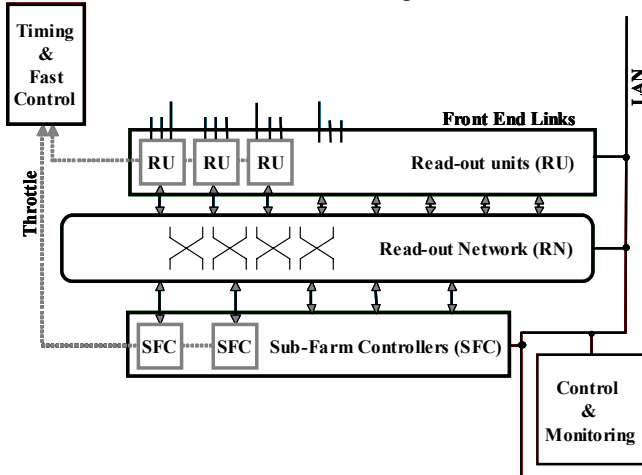 Timing
&
Fast
Control
LAN
Front End Links
RU
RU
RU
Read-out units (RU)
Throttle
Read-out Network (RN)
SFC
SFC
Sub-Farm Controllers (SFC)
Control
&
Monitoring